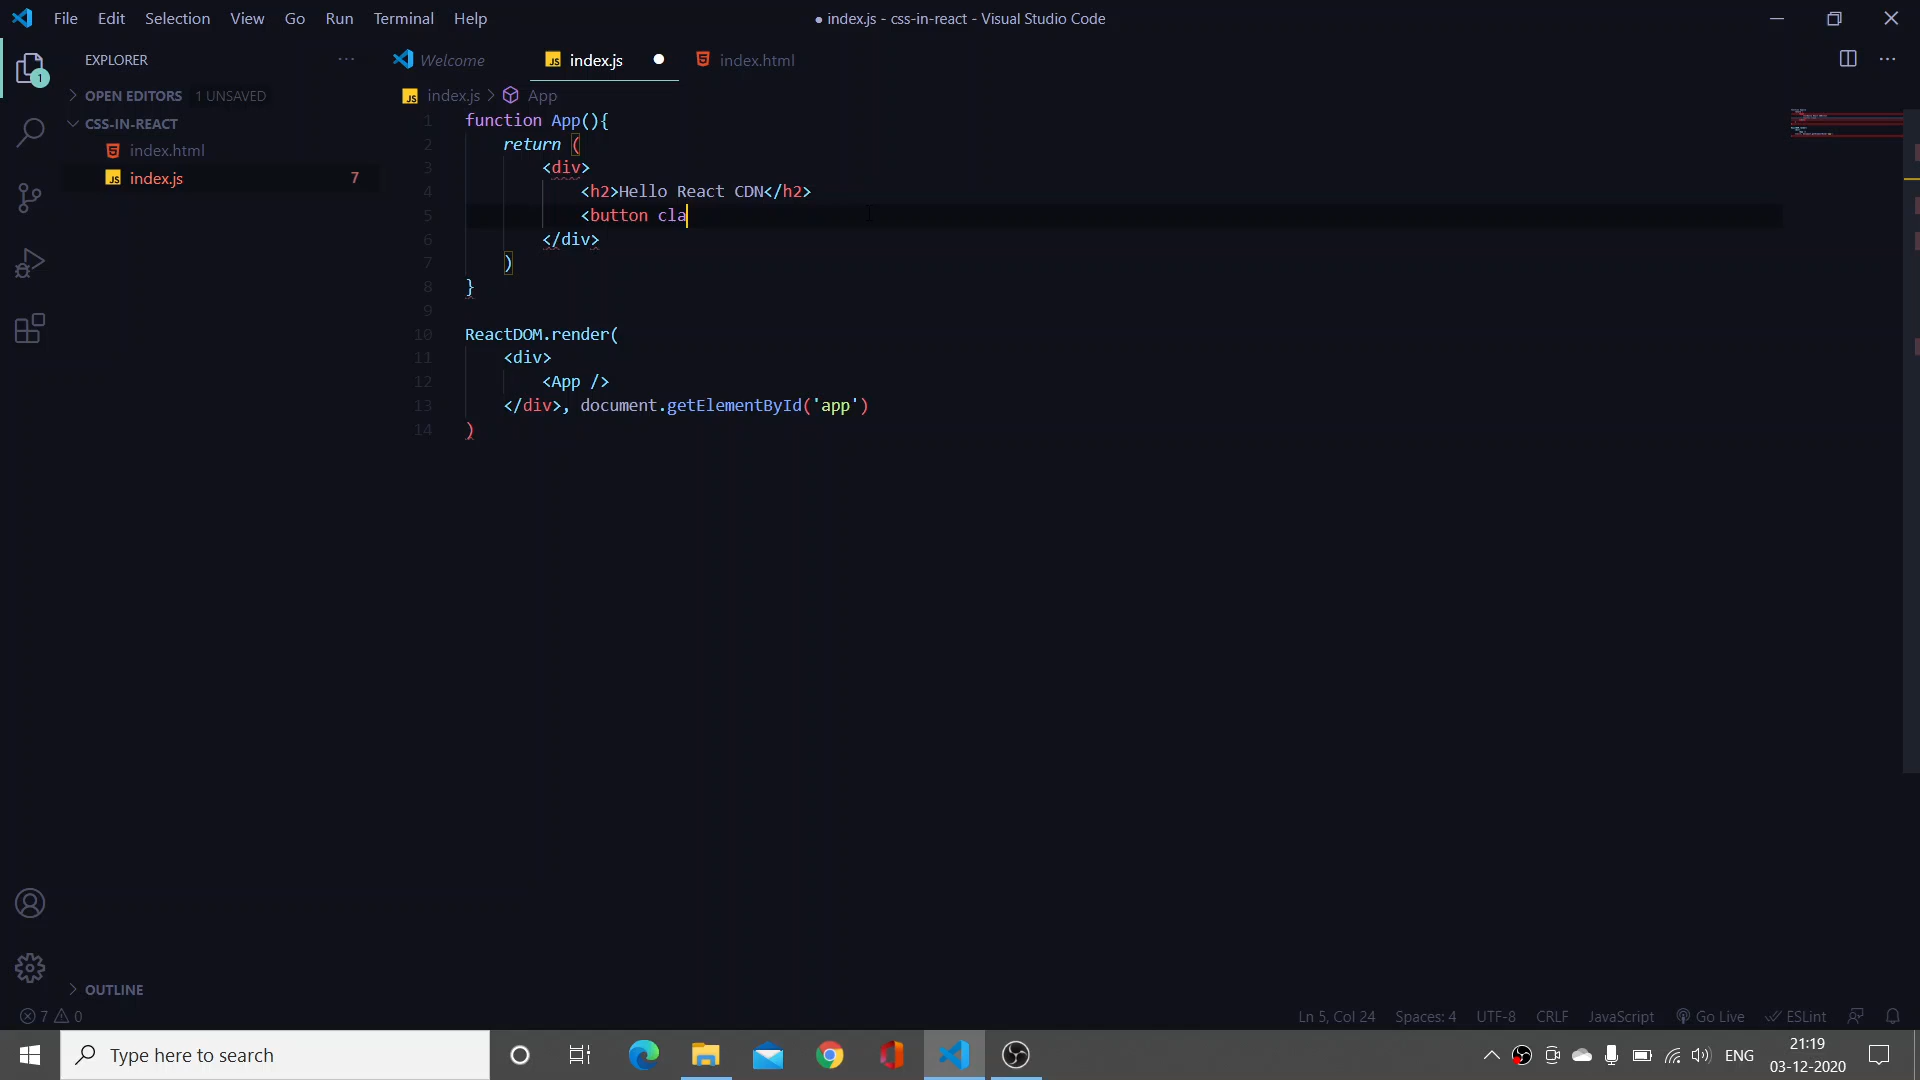 File Edit Selection View Go Run Terminal Help
● index.js - css-in-react - Visual Studio Code
EXPLORER
Welcome
index.js
index.html
1
OPEN EDITORS 1 UNSAVED
CSS-IN-REACT
index.html
index.js 7
index.js > App
1 function App(){
2 return (
3 <div>
4 <h2>Hello React CDN</h2>
5 <button cla
6 </div>
7 )
8 }
9
10 ReactDOM.render(
11 <div>
12 <App />
13 </div>, document.getElementById('app')
14 )
OUTLINE
7 0
Ln 5, Col 24 Spaces: 4 UTF-8 CRLF JavaScript Go Live ESLint
Type here to search
ENG
21:19
03-12-2020